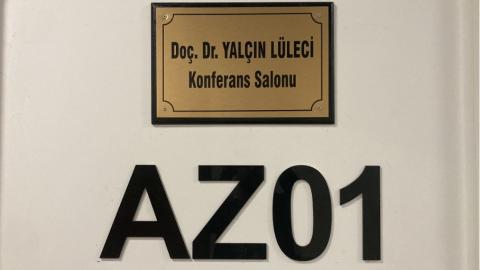 Doç. Dr. YALÇIN LÜLECİ
Konferans Salonu
AZ01